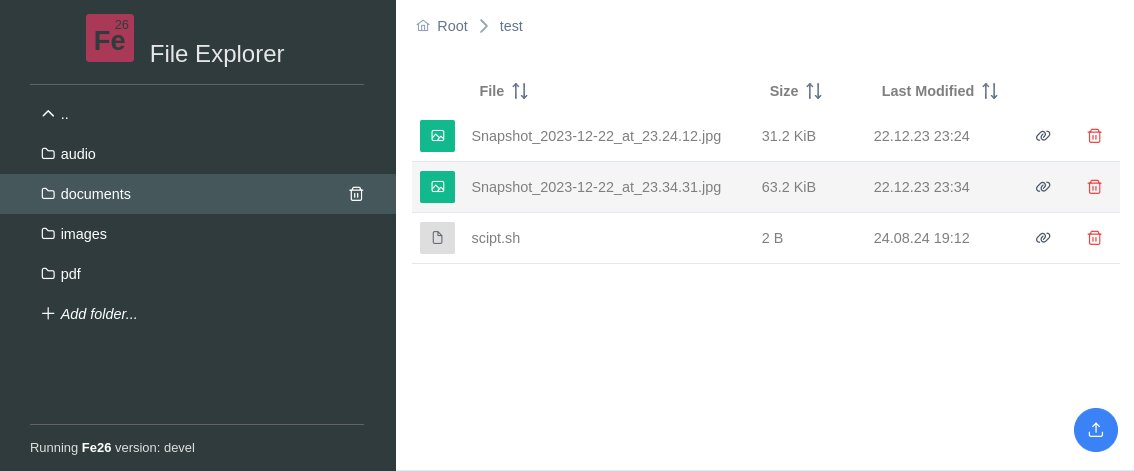 26
Fe
File Explorer
..
audio
documents
images
pdf
Add folder...
Running Fe26 version: devel
Root test
File Size Last Modified
Snapshot_2023-12-22_at_23.24.12.jpg 31.2 KiB 22.12.23 23:24
Snapshot_2023-12-22_at_23.34.31.jpg 63.2 KiB 22.12.23 23:34
scipt.sh 2 B 24.08.24 19:12